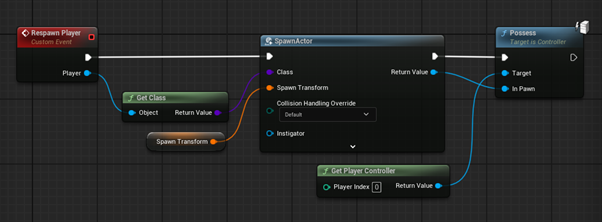 Respawn Player
Custom Event
Player
Get Class
Object
Return Value
Spawn Transform
SpawnActor
Class
Return Value
Spawn Transform
Collision Handling Override
Default
Instigator
Get Player Controller
Player Index 0
Return Value
Possess
Target is Controller
Target
In Pawn